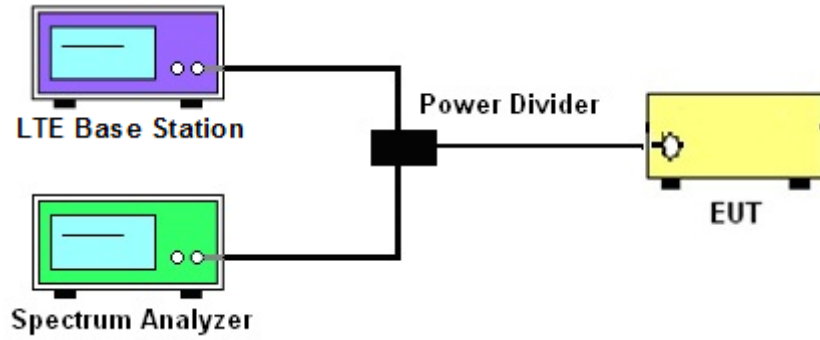 LTE Base Station
Power Divider
EUT
Spectrum Analyzer